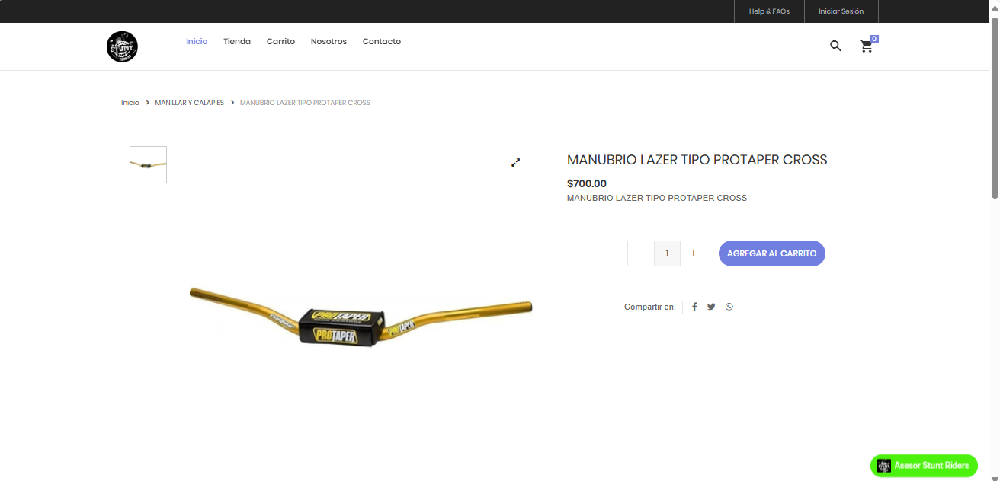 Help & FAQs
Iniciar Sesión
STUNT
Inicio
Tienda
Carrito
Nosotros
Contacto
0
Inicio > MANILLAR Y CALAPIES > MANUBRIO LAZER TIPO PROTAPER CROSS
MANUBRIO LAZER TIPO PROTAPER CROSS
$700.00
MANUBRIO LAZER TIPO PROTAPER CROSS
− 1 +
AGREGAR AL CARRITO
PROTAPER
PROTAPER
PROTAPER
Compartir en:
Asesor Stunt Riders